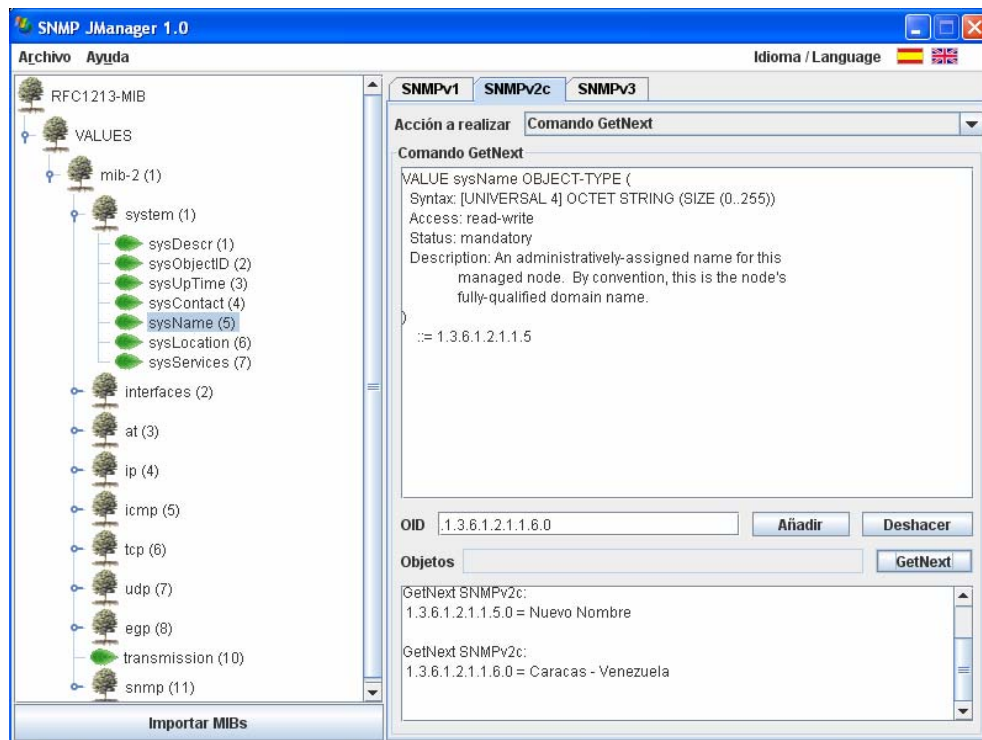 SNMP JManager 1.0
Archivo Ayuda
Idioma / Language
RFC1213-MIB
VALUES
mib-2 (1)
system (1)
sysDescr (1)
sysObjectID (2)
sysUpTime (3)
sysContact (4)
sysName (5)
sysLocation (6)
sysServices (7)
interfaces (2)
at (3)
ip (4)
icmp (5)
tcp (6)
udp (7)
egp (8)
transmission (10)
snmp (11)
Importar MIBs
SNMPv1 SNMPv2c SNMPv3
Acción a realizar Comando GetNext
Comando GetNext
VALUE sysName OBJECT-TYPE (
Syntax: [UNIVERSAL 4] OCTET STRING (SIZE (0..255))
Access: read-write
Status: mandatory
Description: An administratively-assigned name for this
managed node. By convention, this is the node's
fully-qualified domain name.
)
::= 1.3.6.1.2.1.1.5
OID .1.3.6.1.2.1.1.6.0 Añadir Deshacer
Objetos GetNext
GetNext SNMPv2c:
1.3.6.1.2.1.1.5.0 = Nuevo Nombre
GetNext SNMPv2c:
1.3.6.1.2.1.1.6.0 = Caracas - Venezuela